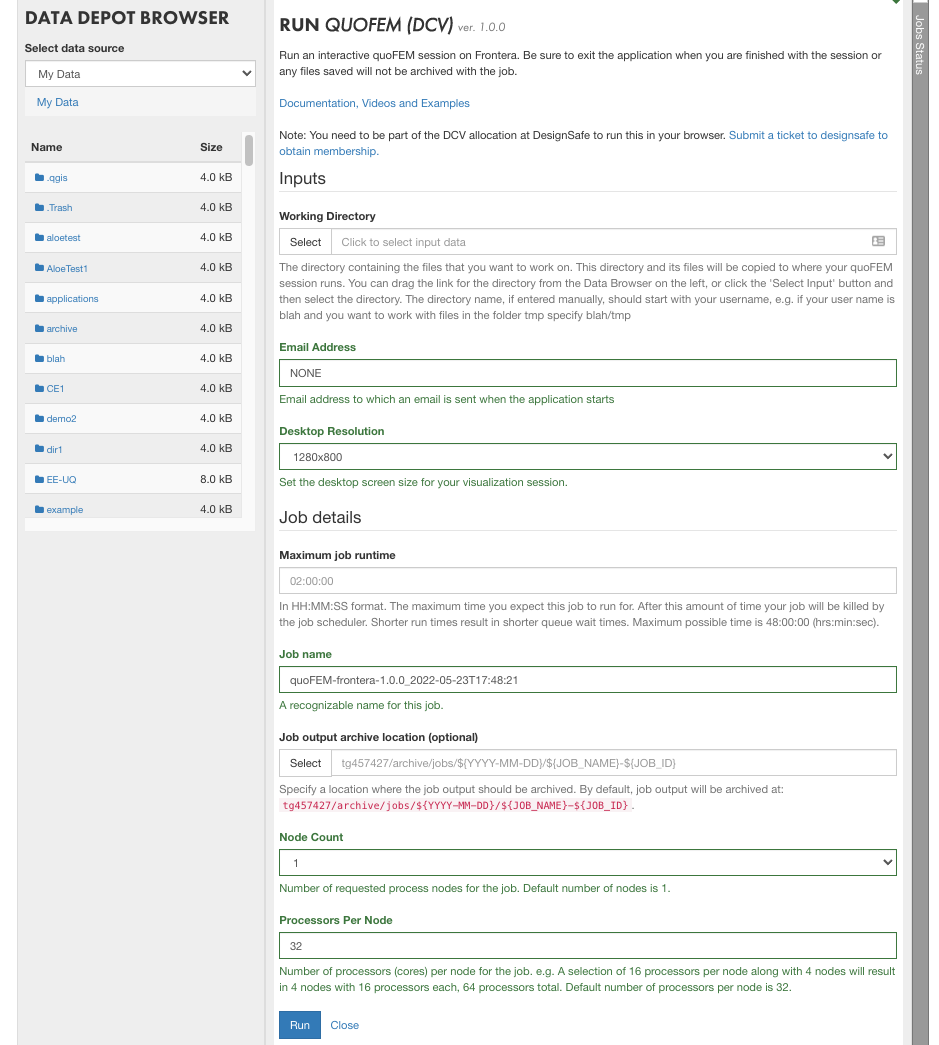 DATA DEPOT BROWSER
Select data source
My Data
My Data
Name Size
.qgis 4.0 kB
.Trash 4.0 kB
aloetest 4.0 kB
AloeTest1 4.0 kB
applications 4.0 kB
archive 4.0 kB
blah 4.0 kB
CE1 4.0 kB
demo2 4.0 kB
dir1 4.0 kB
EE-UQ 8.0 kB
example 4.0 kB
RUN QUOFEM (DCV) ver. 1.0.0
Run an interactive quoFEM session on Frontera. Be sure to exit the application when you are finished with the session or
any files saved will not be archived with the job.
Documentation, Videos and Examples
Note: You need to be part of the DCV allocation at DesignSafe to run this in your browser. Submit a ticket to designsafe to
obtain membership.
Inputs
Working Directory
Select Click to select input data
The directory containing the files that you want to work on. This directory and its files will be copied to where your quoFEM
session runs. You can drag the link for the directory from the Data Browser on the left, or click the 'Select Input' button and
then select the directory. The directory name, if entered manually, should start with your username, e.g. if your user name is
blah and you want to work with files in the folder tmp specify blah/tmp
Email Address
NONE
Email address to which an email is sent when the application starts
Desktop Resolution
1280x800
Set the desktop screen size for your visualization session.
Job details
Maximum job runtime
02:00:00
In HH:MM:SS format. The maximum time you expect this job to run for. After this amount of time your job will be killed by
the job scheduler. Shorter run times result in shorter queue wait times. Maximum possible time is 48:00:00 (hrs:min:sec).
Job name
quoFEM-frontera-1.0.0_2022-05-23T17:48:21
A recognizable name for this job.
Job output archive location (optional)
Select tg457427/archive/jobs/${YYYY-MM-DD}/${JOB_NAME}-${JOB_ID}
Specify a location where the job output should be archived. By default, job output will be archived at:
tg457427/archive/jobs/${YYYY-MM-DD}/${JOB_NAME}-${JOB_ID} .
Node Count
1
Number of requested process nodes for the job. Default number of nodes is 1.
Processors Per Node
32
Number of processors (cores) per node for the job. e.g. A selection of 16 processors per node along with 4 nodes will result
in 4 nodes with 16 processors each, 64 processors total. Default number of processors per node is 32.
Run Close
Jobs Status